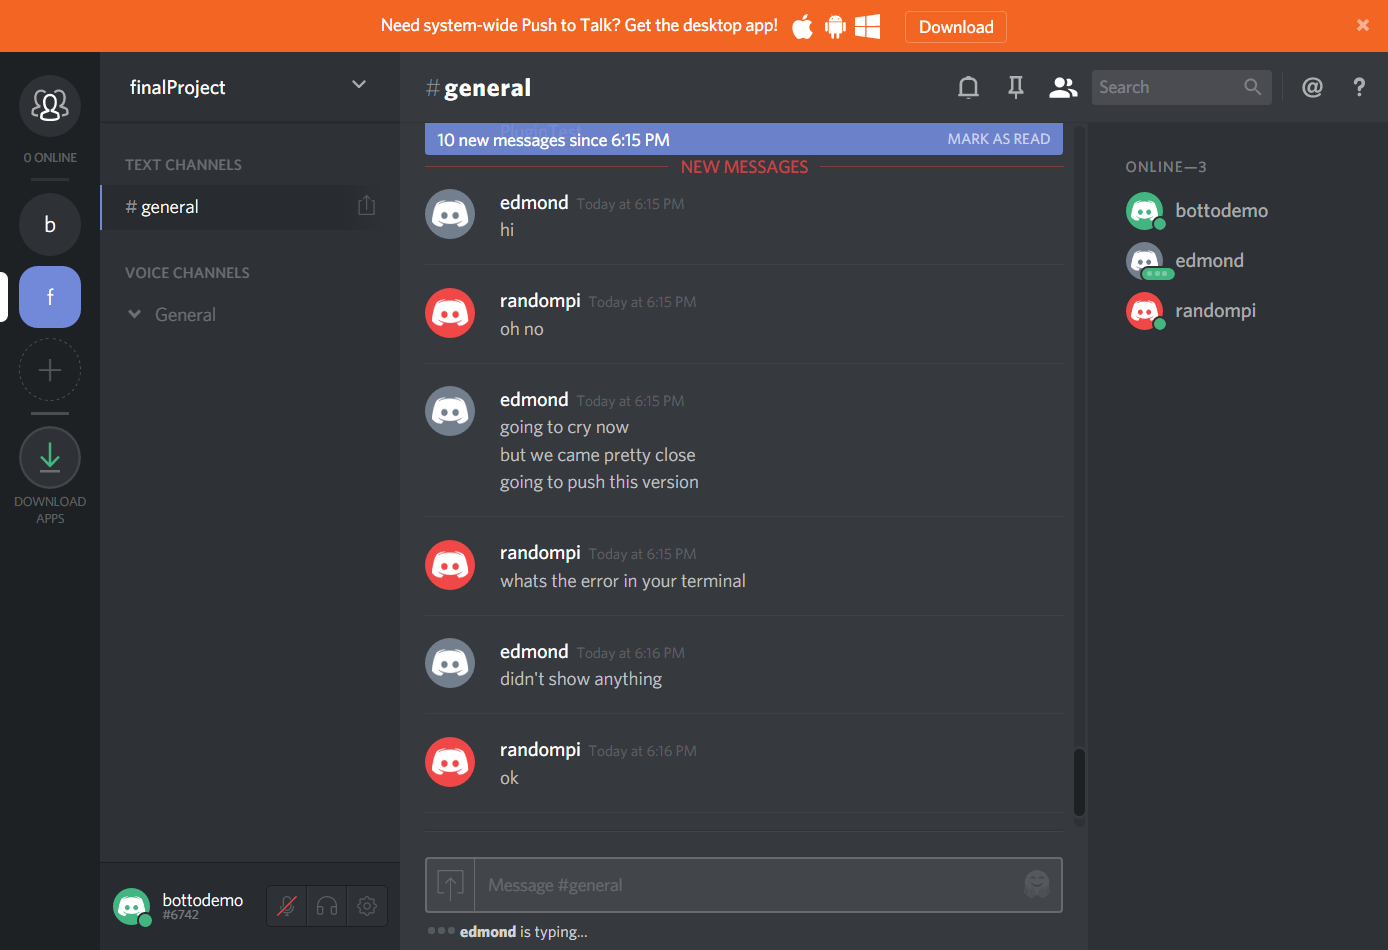 Need system-wide Push to Talk? Get the desktop app!
Download
0 ONLINE
b
f
DOWNLOAD
APPS
finalProject
TEXT CHANNELS
# general
VOICE CHANNELS
General
bottodemo
#6742
# general
Search
@
?
PluginTest
10 new messages since 6:15 PM
MARK AS READ
NEW MESSAGES
edmond Today at 6:15 PM
hi
randompi Today at 6:15 PM
oh no
edmond Today at 6:15 PM
going to cry now
but we came pretty close
going to push this version
randompi Today at 6:15 PM
whats the error in your terminal
edmond Today at 6:16 PM
didn't show anything
randompi Today at 6:16 PM
ok
Message #general
edmond is typing...
ONLINE—3
bottodemo
edmond
randompi